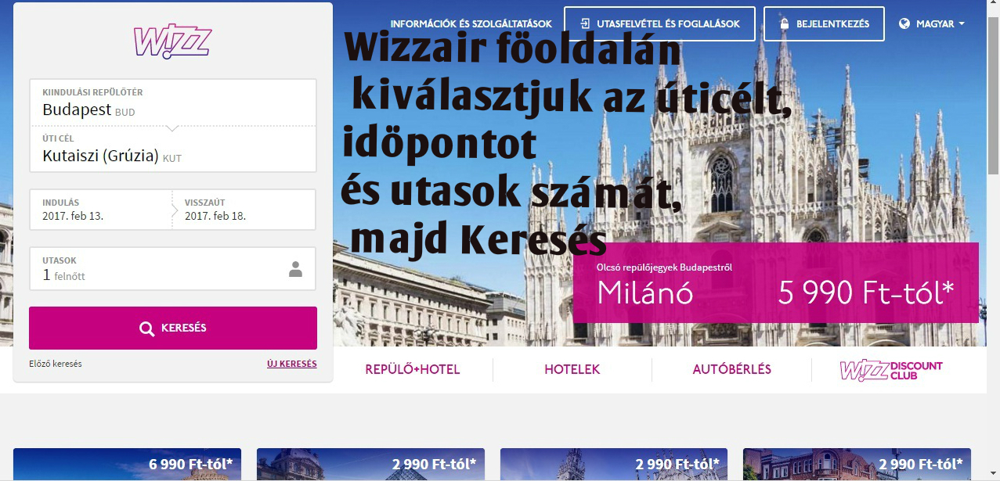 INFORMÁCIÓK ÉS SZOLGÁLTATÁSOK
UTASFELVÉTEL ÉS FOGLALÁSOK
BEJELENTKEZÉS
MAGYAR
Wizz
KIINDULÁSI REPÜLŐTÉR
Budapest BUD
ÚTI CÉL
Kutaiszi (Grúzia) KUT
INDULÁS
2017. feb 13.
VISSZAÚT
2017. feb 18.
UTASOK
1 felnőtt
KERESÉS
Előző keresés
ÚJ KERESÉS
Wizzair föoldalán
kiválasztjuk az úticélt,
idöpontot
és utasok számát,
majd Keresés
Olcsó repülőjegyek Budapestről
Milánó
5 990 Ft-tól*
REPÜLŐ+HOTEL
HOTELEK
AUTÓBÉRLÉS
Wizz DISCOUNT
CLUB
6 990 Ft-tól*
2 990 Ft-tól*
2 990 Ft-tól*
2 990 Ft-tól*